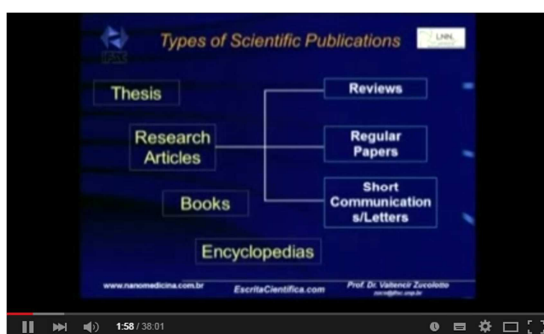 Types of Scientific Publications
LNN
Thesis
Research
Articles
Books
Encyclopedias
Reviews
Regular
Papers
Short
Communication
s/Letters
www.nanomedicina.com.br
EscritaCientifica.com
Prof. Dr. Valtencir Zucolotto
1:58 / 38:01